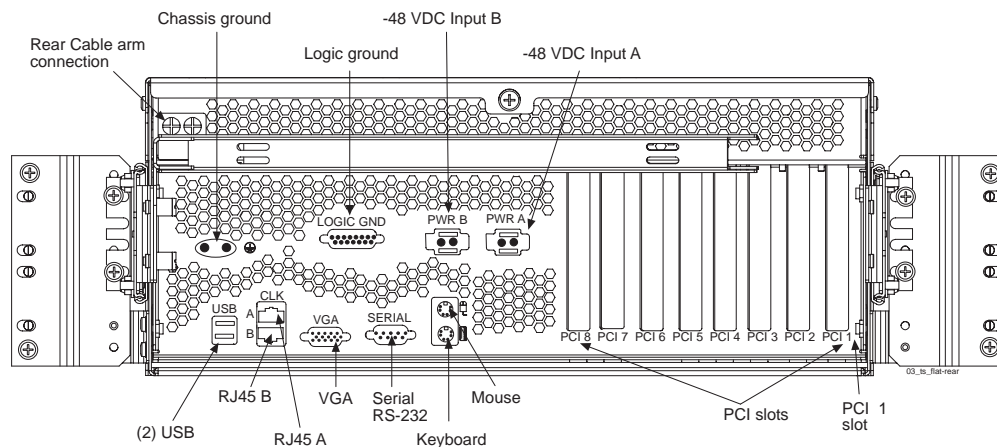 Chassis ground
-48 VDC Input B
Rear Cable arm
connection
Logic ground
-48 VDC Input A
LOGIC GND
PWR B
PWR A
CLK
USB
A
B
VGA
SERIAL
PCI 8
PCI 7
PCI 6
PCI 5
PCI 4
PCI 3
PCI 2
PCI 1
03_ts_flat-rear
RJ45 B
VGA
Serial
RS-232
Mouse
PCI slots
PCI 1
slot
(2) USB
RJ45 A
Keyboard